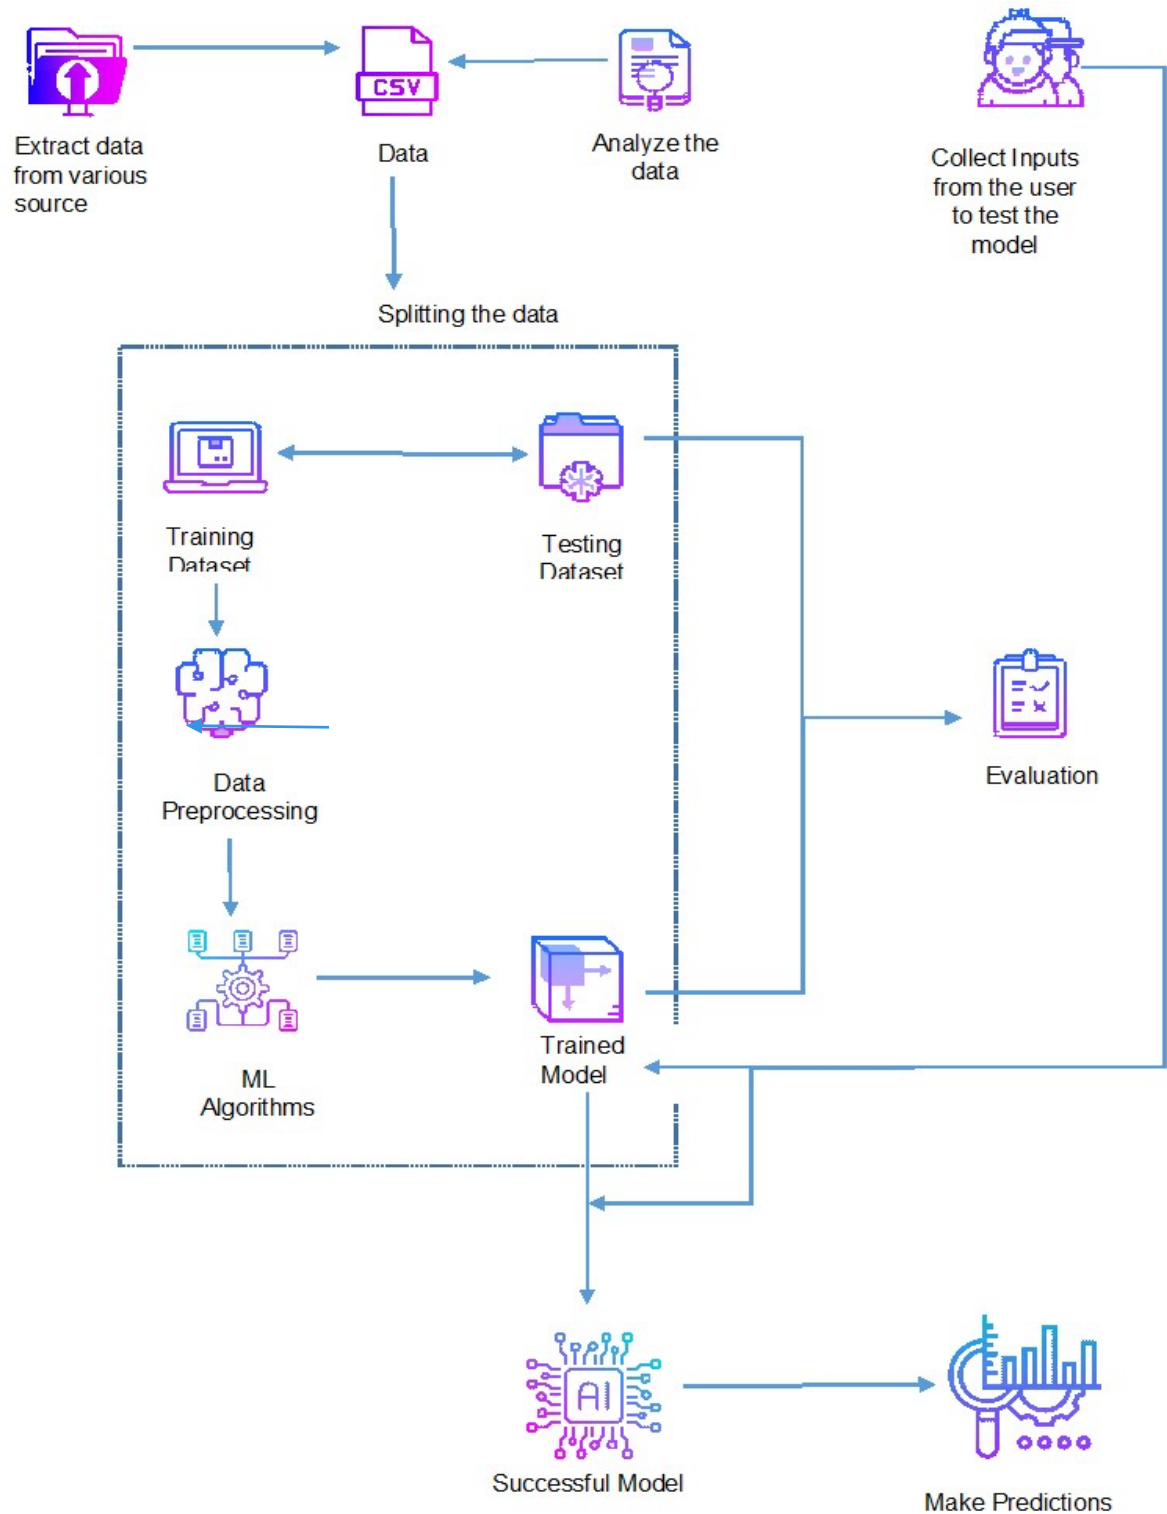 Extract data
from various
source
CSV
Data
Analyze the
data
Collect Inputs
from the user
to test the
model
Splitting the data
Training
Dataset
Testing
Dataset
Data
Preprocessing
Evaluation
ML
Algorithms
Trained
Model
AI
Successful Model
Make Predictions